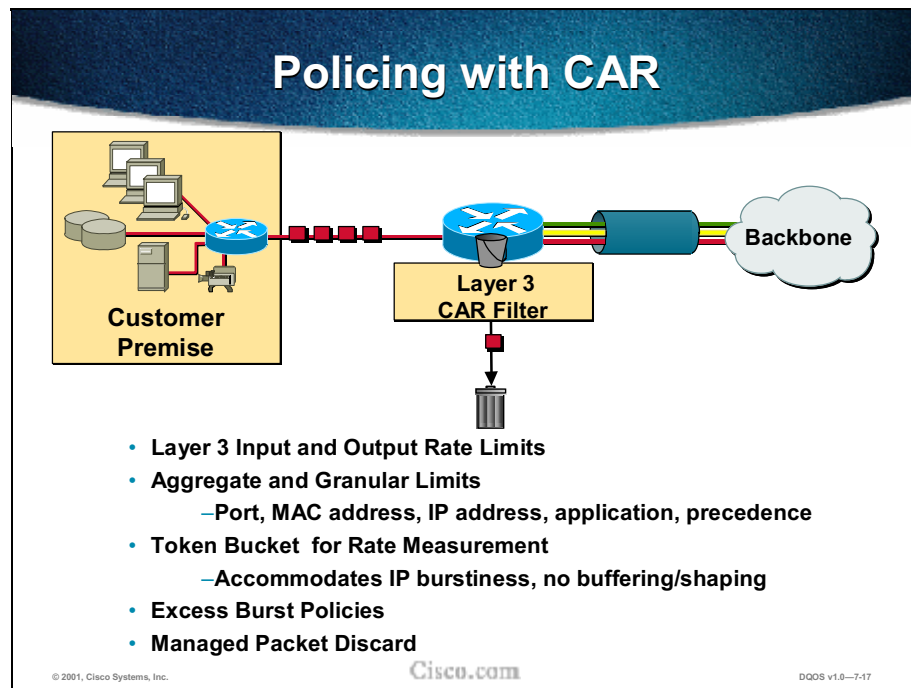 Policing with CAR
Customer
Premise
Layer 3
CAR Filter
Backbone
• Layer 3 Input and Output Rate Limits
• Aggregate and Granular Limits
–Port, MAC address, IP address, application, precedence
• Token Bucket for Rate Measurement
–Accommodates IP burstiness, no buffering/shaping
• Excess Burst Policies
• Managed Packet Discard
© 2001, Cisco Systems, Inc.
Cisco.com
DQOS v1.0—7-17